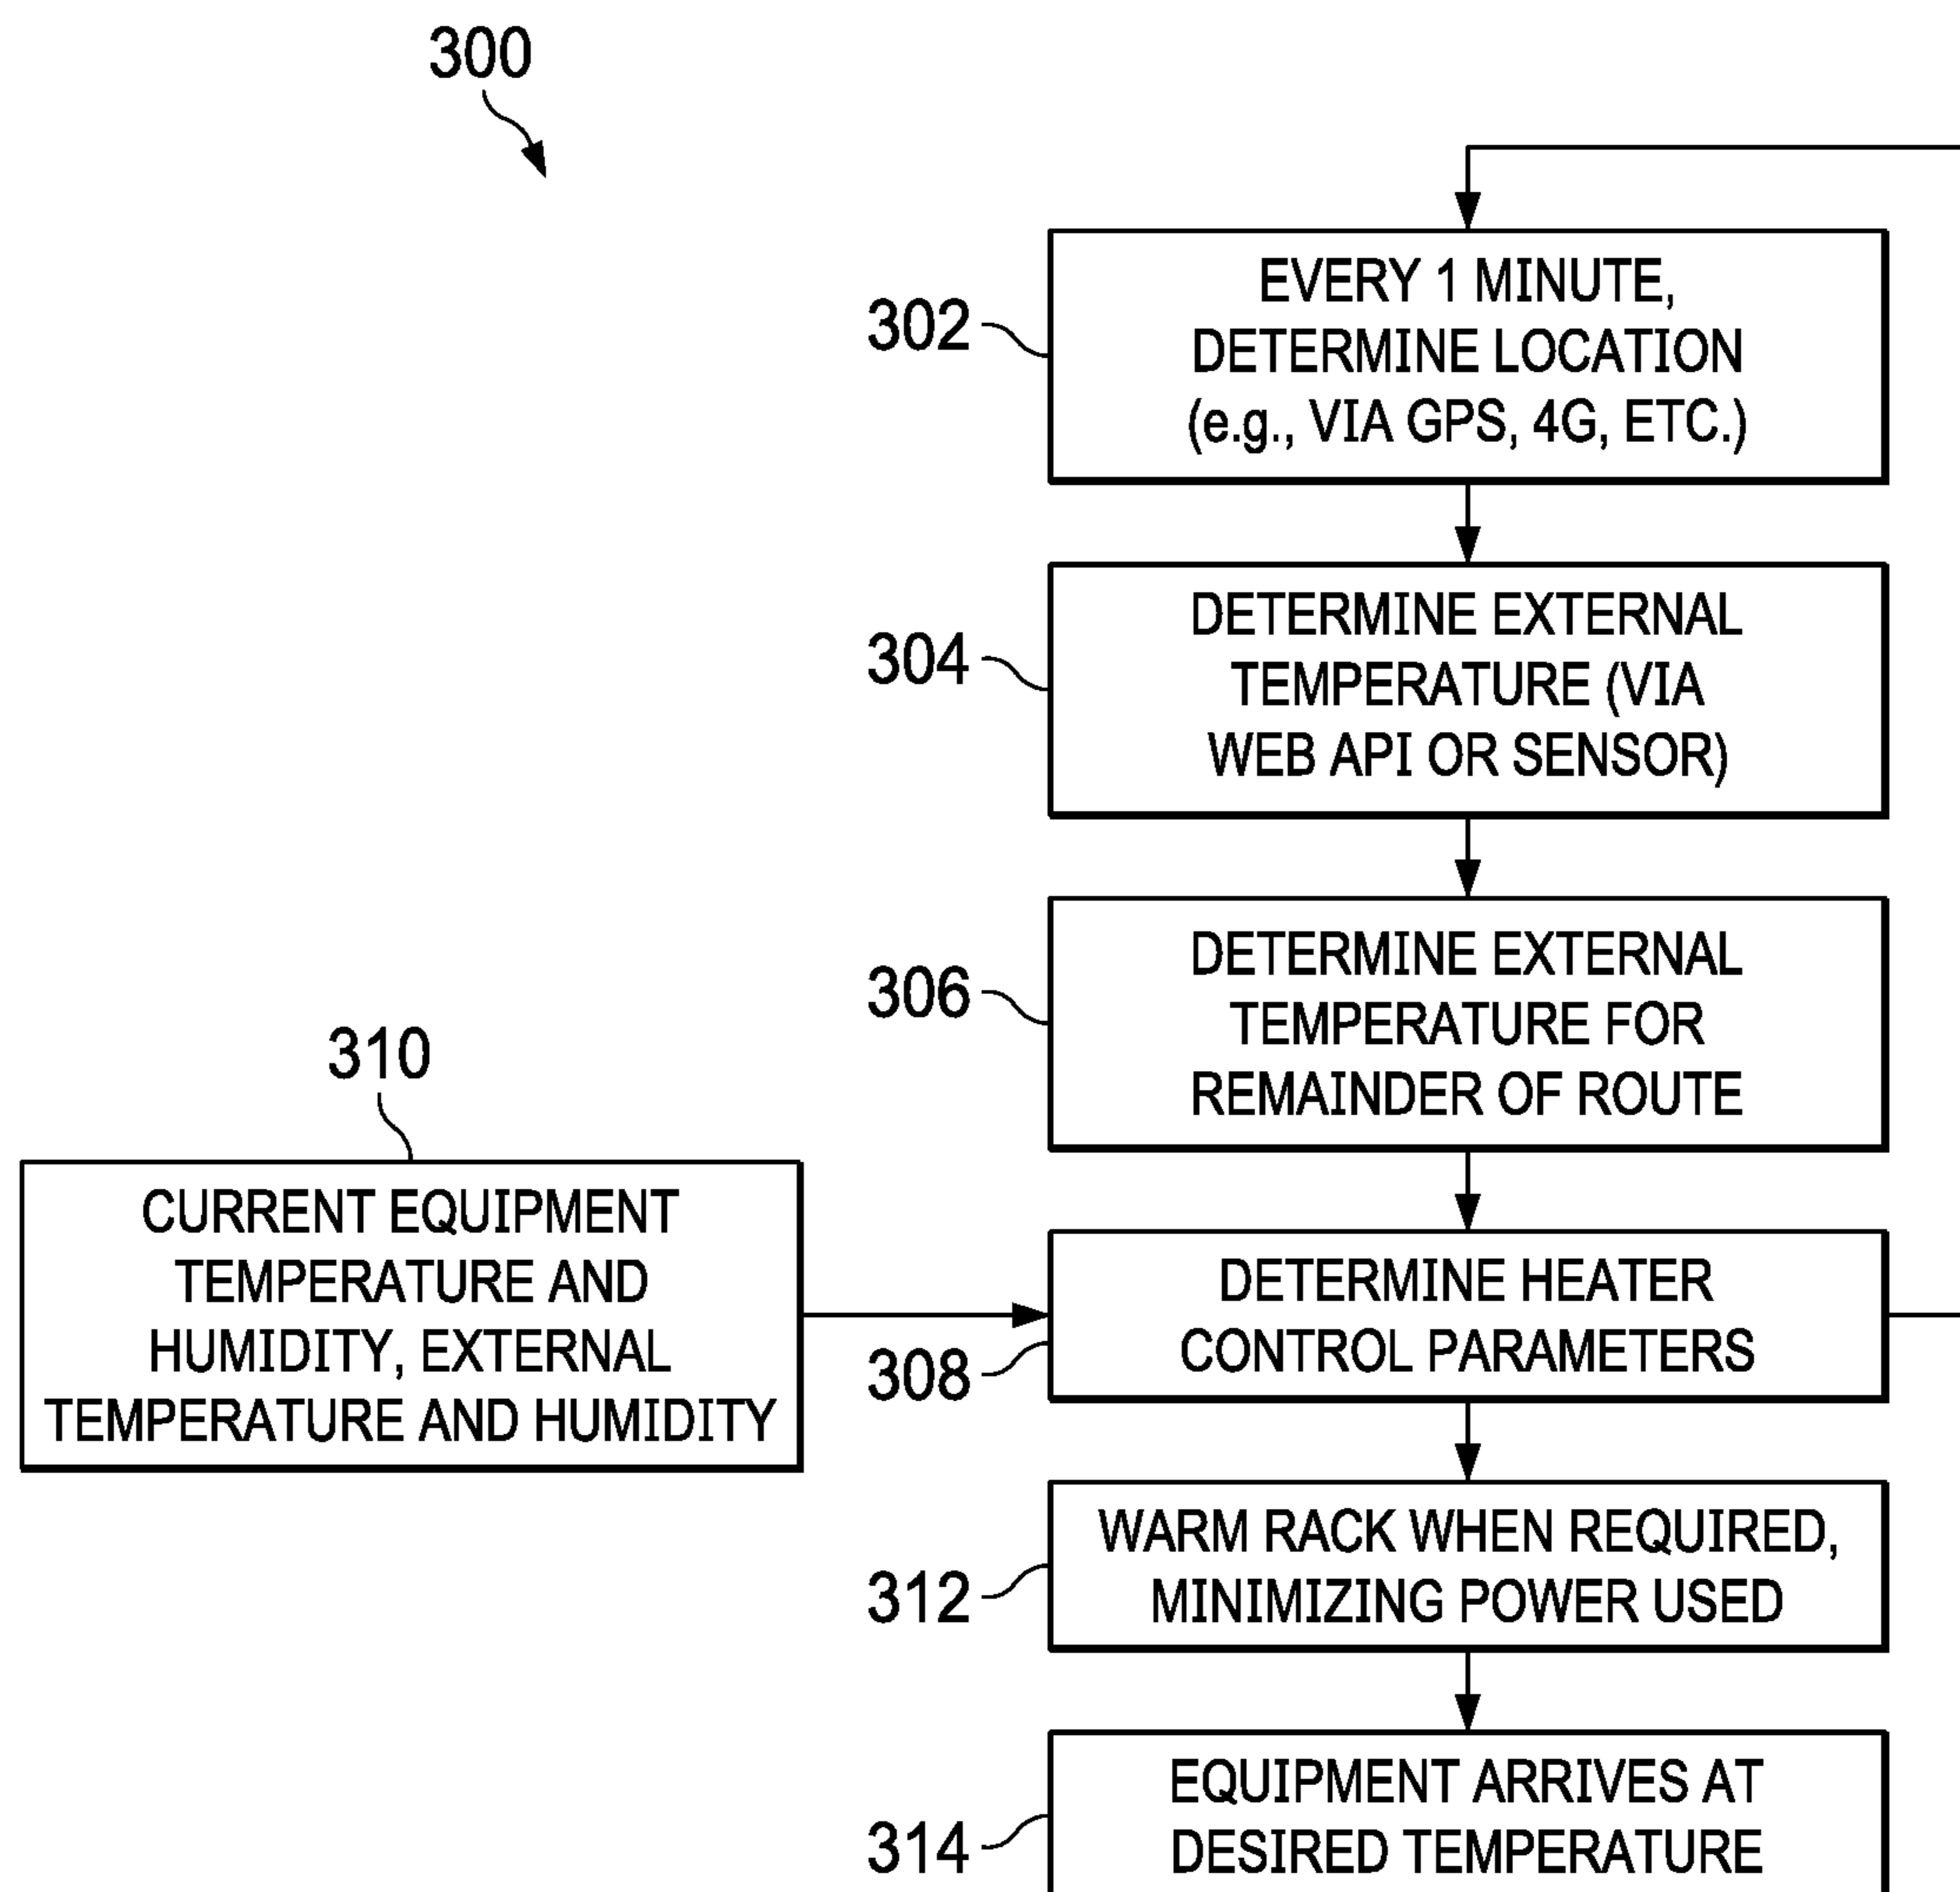 300
302
EVERY 1 MINUTE,
DETERMINE LOCATION
(e.g., VIA GPS, 4G, ETC.)
304
DETERMINE EXTERNAL
TEMPERATURE (VIA
WEB API OR SENSOR)
306
DETERMINE EXTERNAL
TEMPERATURE FOR
REMAINDER OF ROUTE
310
CURRENT EQUIPMENT
TEMPERATURE AND
HUMIDITY, EXTERNAL
TEMPERATURE AND HUMIDITY
308
DETERMINE HEATER
CONTROL PARAMETERS
312
WARM RACK WHEN REQUIRED,
MINIMIZING POWER USED
314
EQUIPMENT ARRIVES AT
DESIRED TEMPERATURE